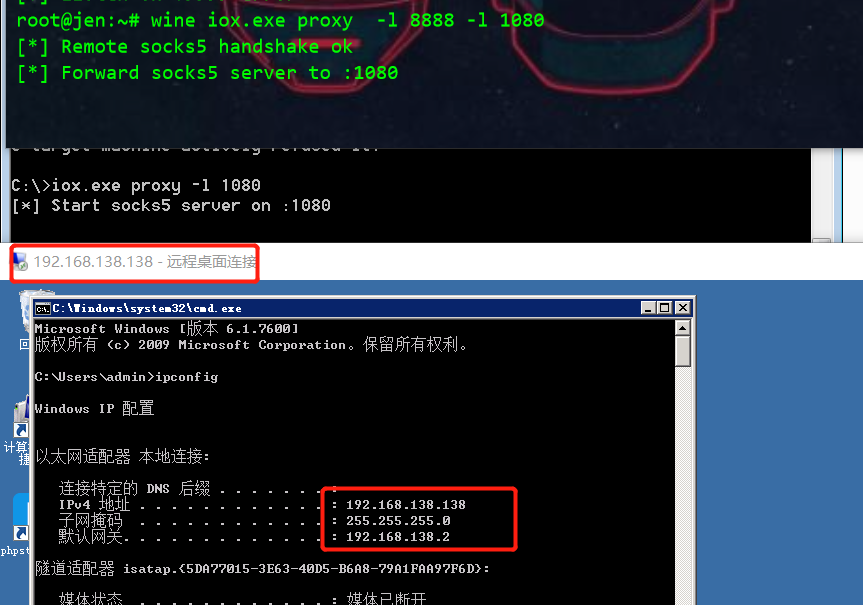 root@jen:~# wine iox.exe proxy  -l 8888 -l 1080
[*] Remote socks5 handshake ok
[*] Forward socks5 server to :1080
C:\>iox.exe proxy -l 1080
[*] Start socks5 server on :1080
192.168.138.138 - 远程桌面连接
C:\Windows\system32\cmd.exe
Microsoft Windows [版本 6.1.7600]
版权所有 (c) 2009 Microsoft Corporation。保留所有权利。
C:\Users\admin>ipconfig
Windows IP 配置
以太网适配器 本地连接:
连接特定的 DNS 后缀 . . . . . . . :
IPv4 地址 . . . . . . . . . . . . : 192.168.138.138
子网掩码 . . . . . . . . . . . . : 255.255.255.0
默认网关. . . . . . . . . . . . . : 192.168.138.2
隧道适配器 isatap.{5DA77015-3E63-40D5-B6A8-79A1FAA97F6D}:
媒体状态 . . . . . . . . . . . . : 媒体已断开
回
计算
捷
phpst